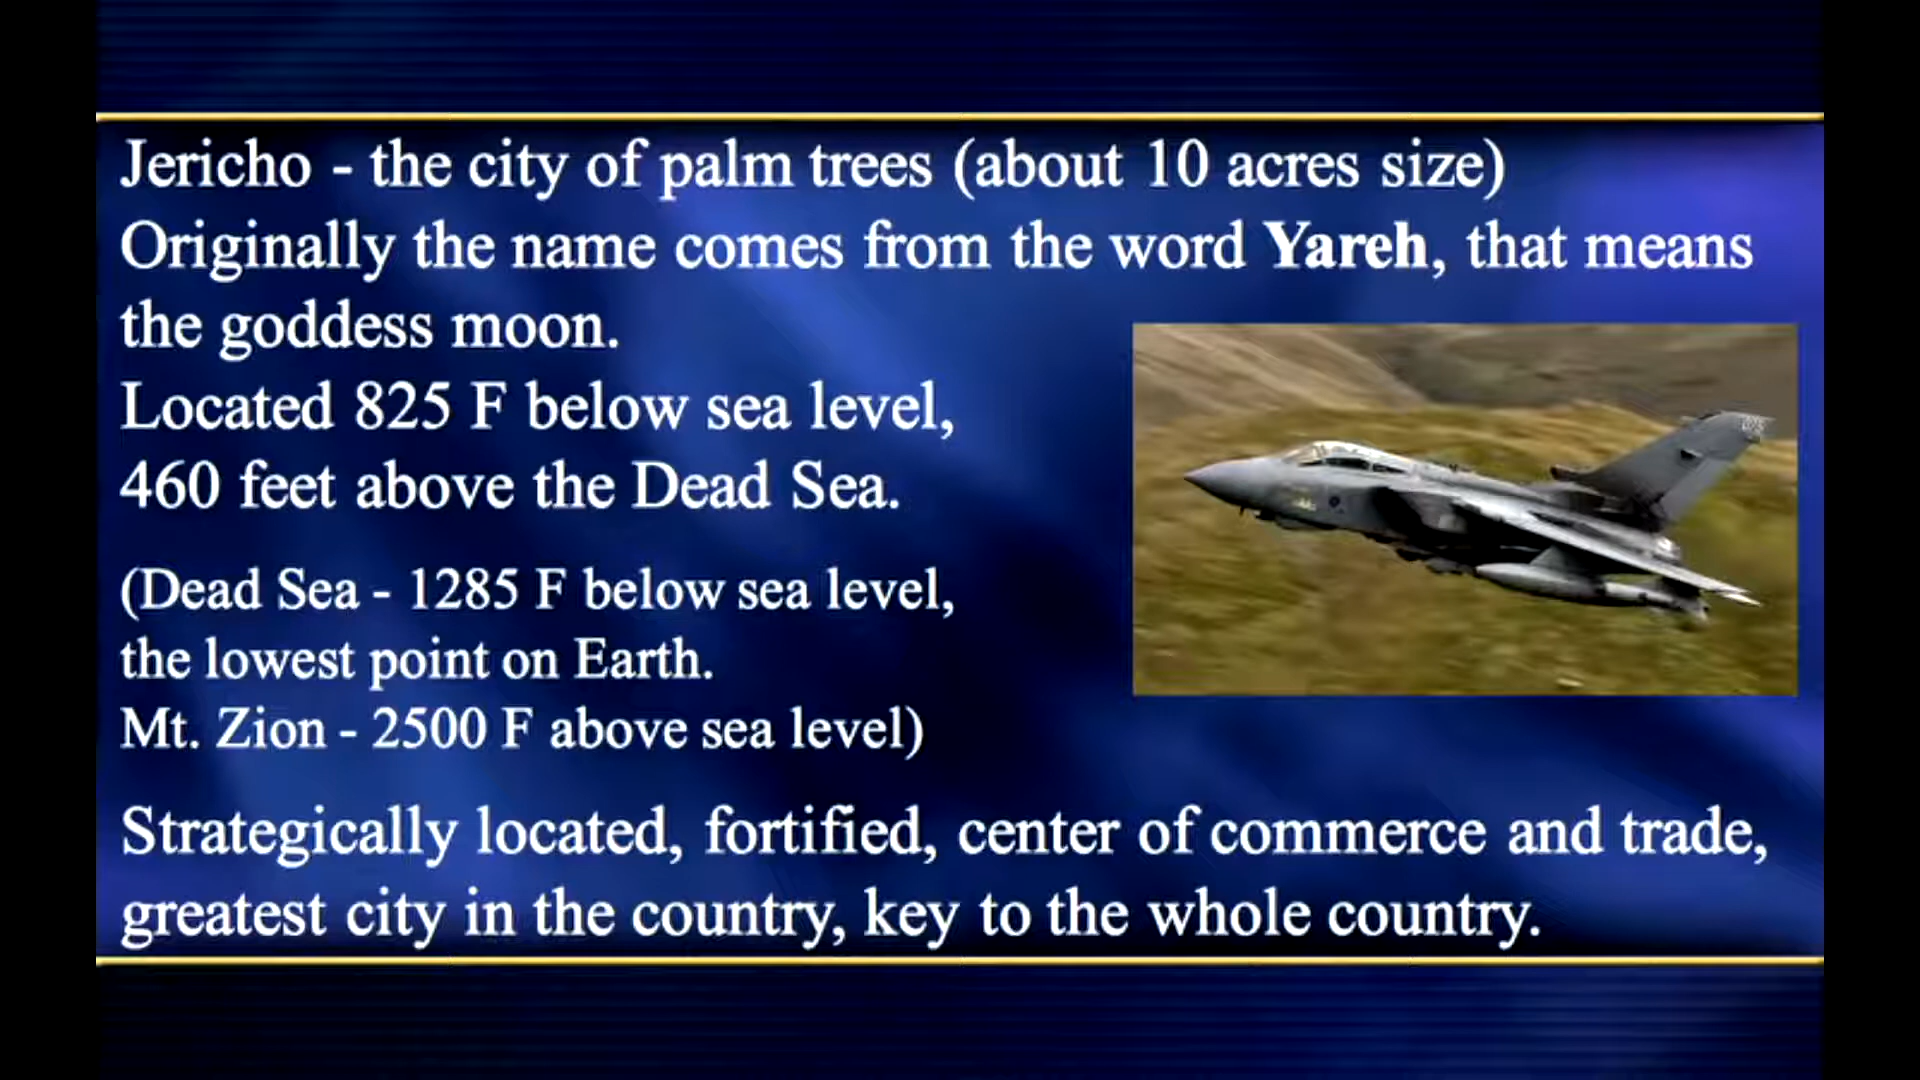 Jericho - the city of palm trees (about 10 acres size)
Originally the name comes from the word Yareh, that means
the goddess moon.
Located 825 F below sea level,
460 feet above the Dead Sea.
(Dead Sea - 1285 F below sea level,
the lowest point on Earth.
Mt. Zion - 2500 F above sea level)
Strategically located, fortified, center of commerce and trade,
greatest city in the country, key to the whole country.